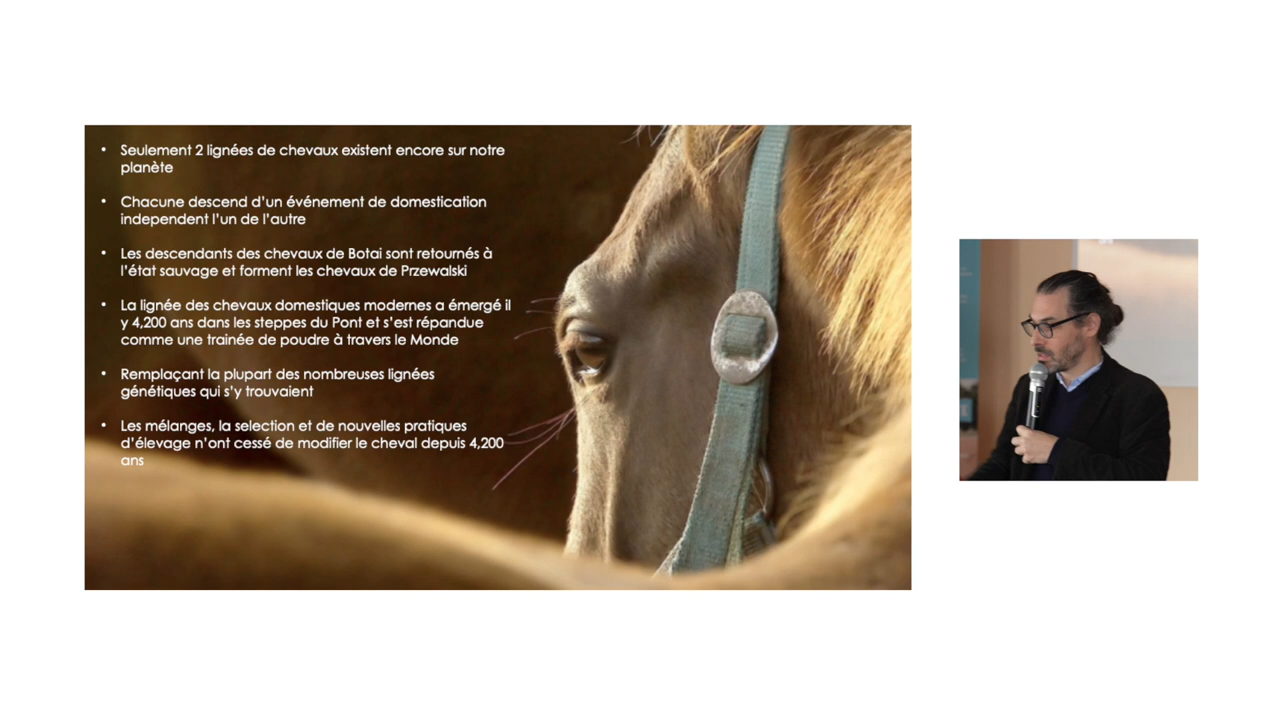 • Seulement 2 lignées de chevaux existent encore sur notre
planète
• Chacune descend d'un événement de domestication
independent l'un de l'autre
• Les descendants des chevaux de Botai sont retournés à
l'état sauvage et forment les chevaux de Przewalski
• La lignée des chevaux domestiques modernes a émergé il
y 4,200 ans dans les steppes du Pont et s'est répandue
comme une trainée de poudre à travers le Monde
• Remplaçant la plupart des nombreuses lignées
génétiques qui s'y trouvaient
• Les mélanges, la selection et de nouvelles pratiques
d'élevage n'ont cessé de modifier le cheval depuis 4,200
ans